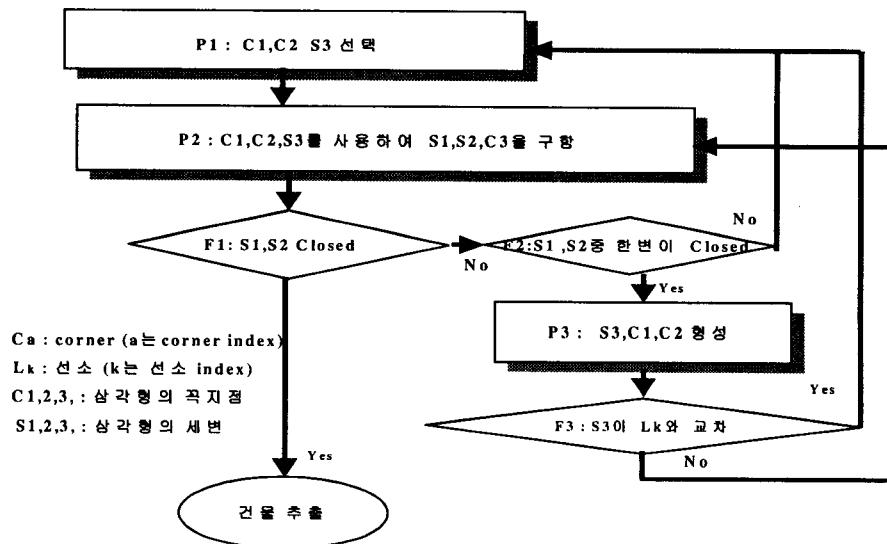 P1 : C1,C2 S3 선택
P2 : C1,C2,S3를 사용하여 S1,S2,C3을 구함
F1: S1,S2 Closed
No
F2:S1 ,S2중 한변이 Closed
No
Yes
P3 : S3,C1,C2 형성
Ca : corner (a는 corner index)
Lk : 선소 (k는 선소 index)
C1,2,3, : 삼각형의 꼭지점
S1,2,3, : 삼각형의 세변
Yes
F3 : S3이 Lk와 교차
No
Yes
건물 추출